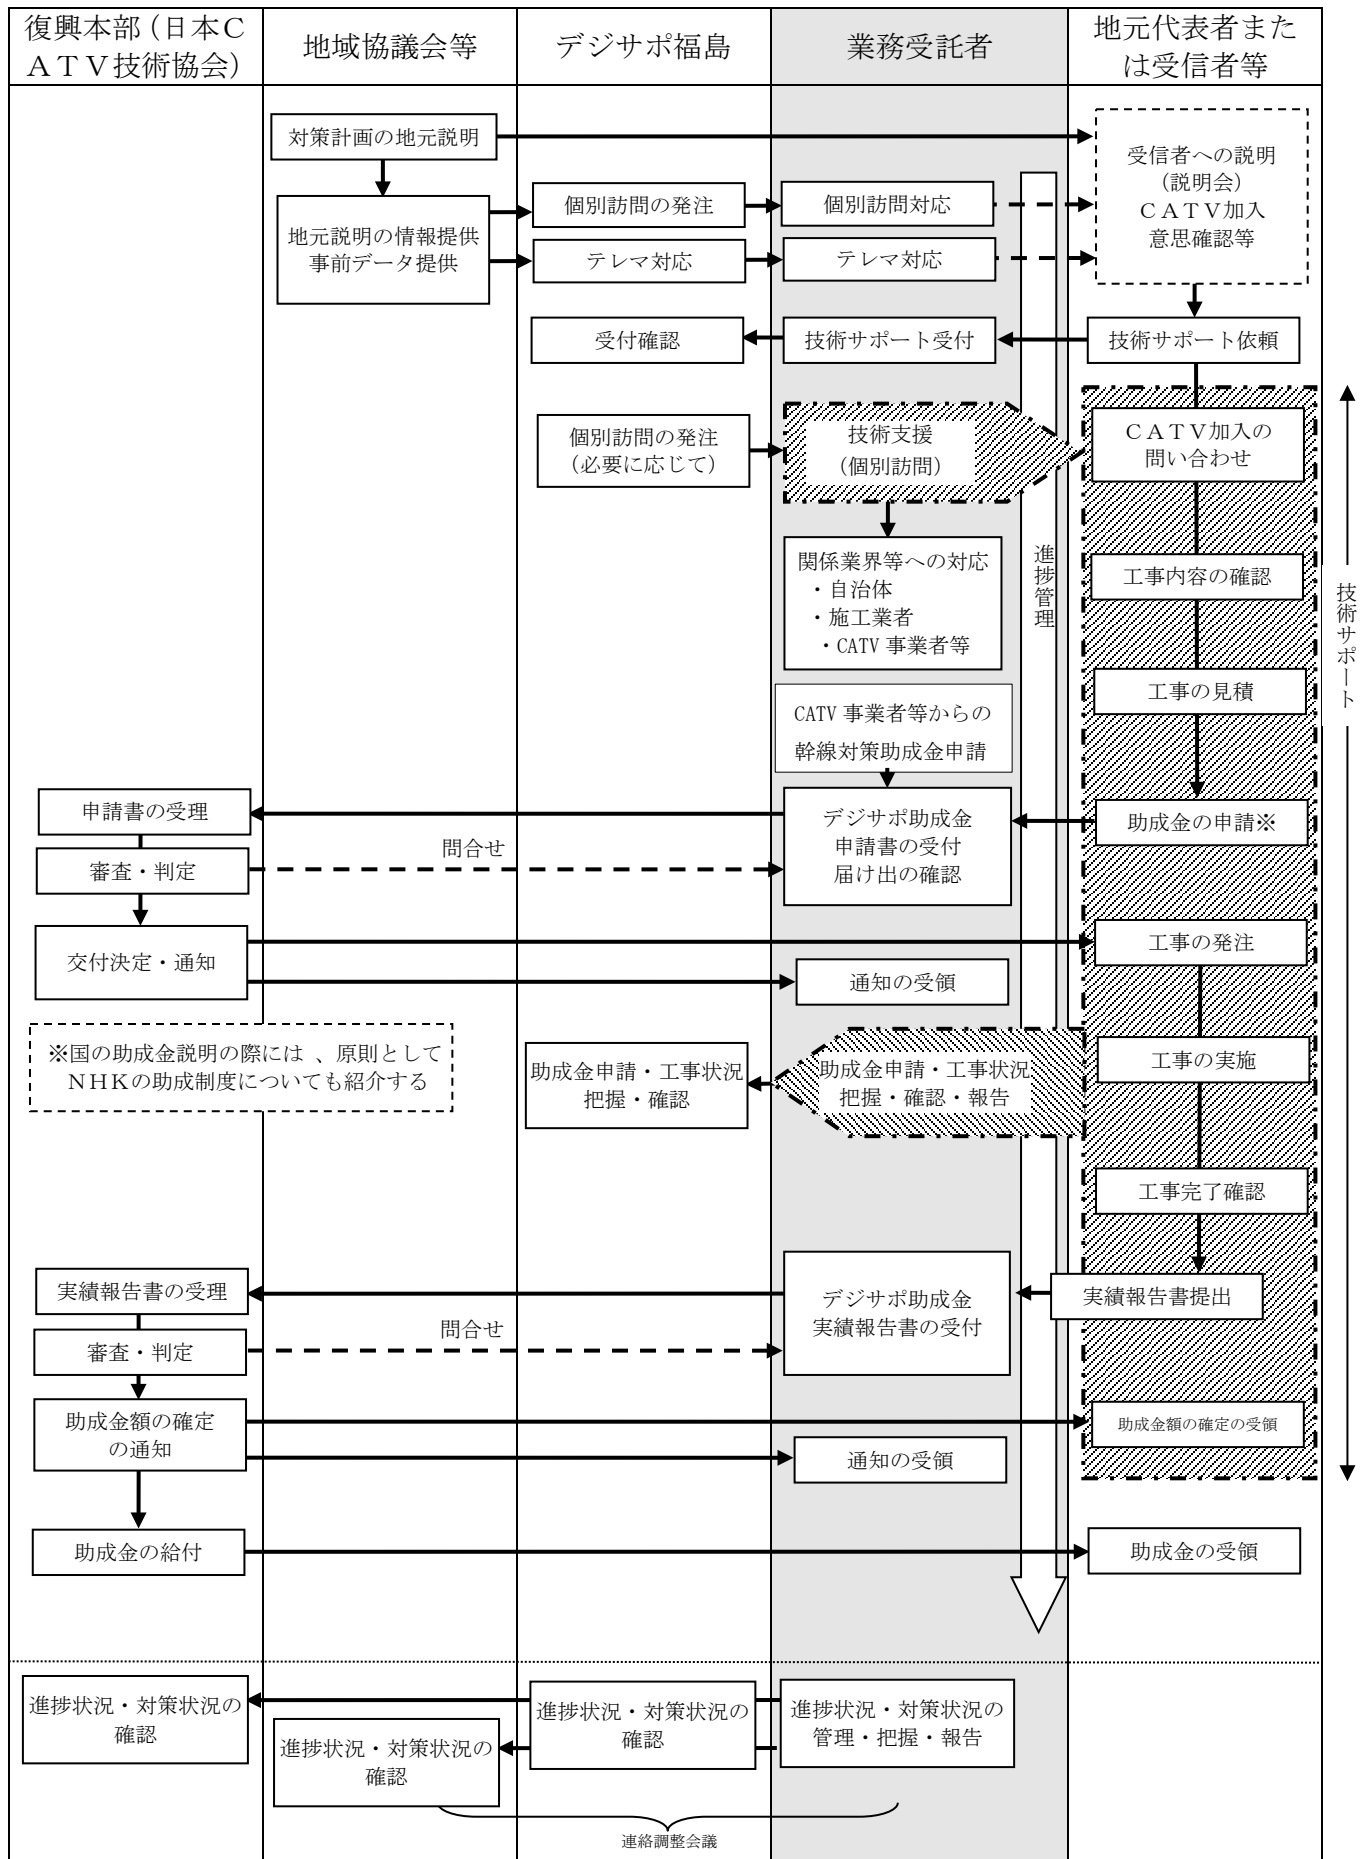 復興本部（日本Ｃ
ＡＴＶ技術協会）
地域協議会等
デジサポ福島
業務受託者
地元代表者また
は受信者等
対策計画の地元説明
受信者への説明
（説明会）
ＣＡＴＶ加入
意思確認等
地元説明の情報提供
事前データ提供
個別訪問の発注
個別訪問対応
テレマ対応
テレマ対応
受付確認
技術サポート受付
技術サポート依頼
個別訪問の発注
（必要に応じて）
技術支援
（個別訪問）
ＣＡＴＶ加入の
問い合わせ
進捗管理
技術サポート
関係業界等への対応
・自治体
・施工業者
・CATV 事業者等
工事内容の確認
工事の見積
CATV 事業者等からの
幹線対策助成金申請
申請書の受理
デジサポ助成金
申請書の受付
届け出の確認
助成金の申請※
審査・判定
問合せ
交付決定・通知
工事の発注
通知の受領
※国の助成金説明の際には 、原則として
ＮＨＫの助成制度についても紹介する
助成金申請・工事状況
把握・確認
助成金申請・工事状況
把握・確認・報告
工事の実施
工事完了確認
実績報告書の受理
デジサポ助成金
実績報告書の受付
実績報告書提出
審査・判定
問合せ
助成金額の確定
の通知
助成金額の確定の受領
通知の受領
助成金の給付
助成金の受領
進捗状況・対策状況の
確認
進捗状況・対策状況の
確認
進捗状況・対策状況の
確認
進捗状況・対策状況の
管理・把握・報告
連絡調整会議